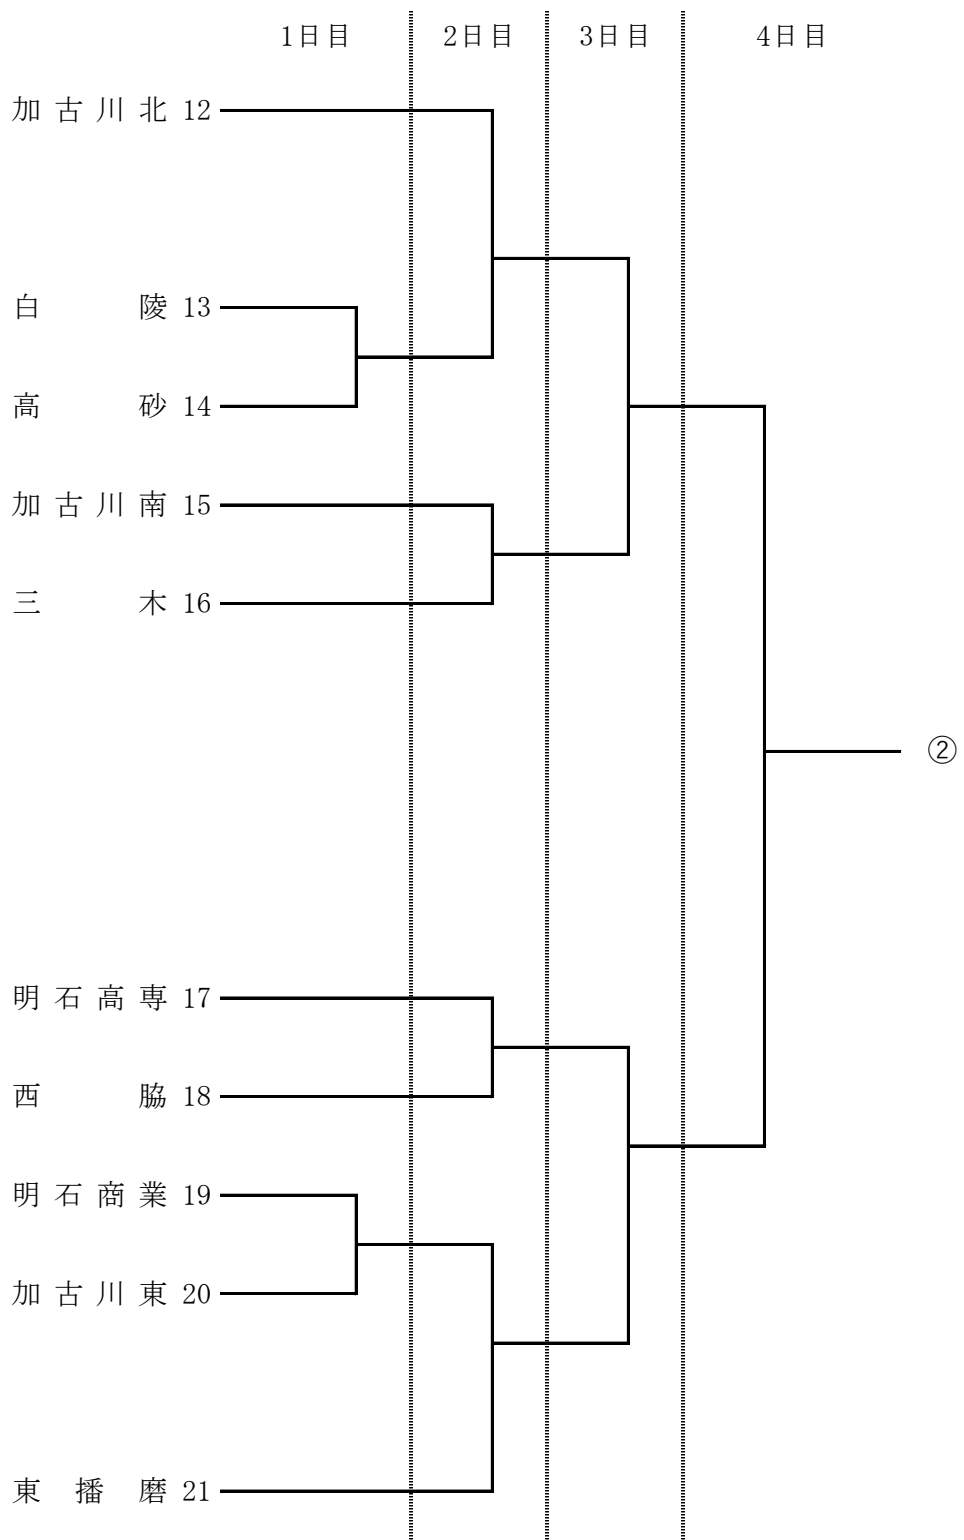 1日目 2日目 3日目 4日目
加古川北 12
白陵 13
高砂 14
加古川南 15
三木 16
②
明石高専 17
西脇 18
明石商業 19
加古川東 20
東播磨 21